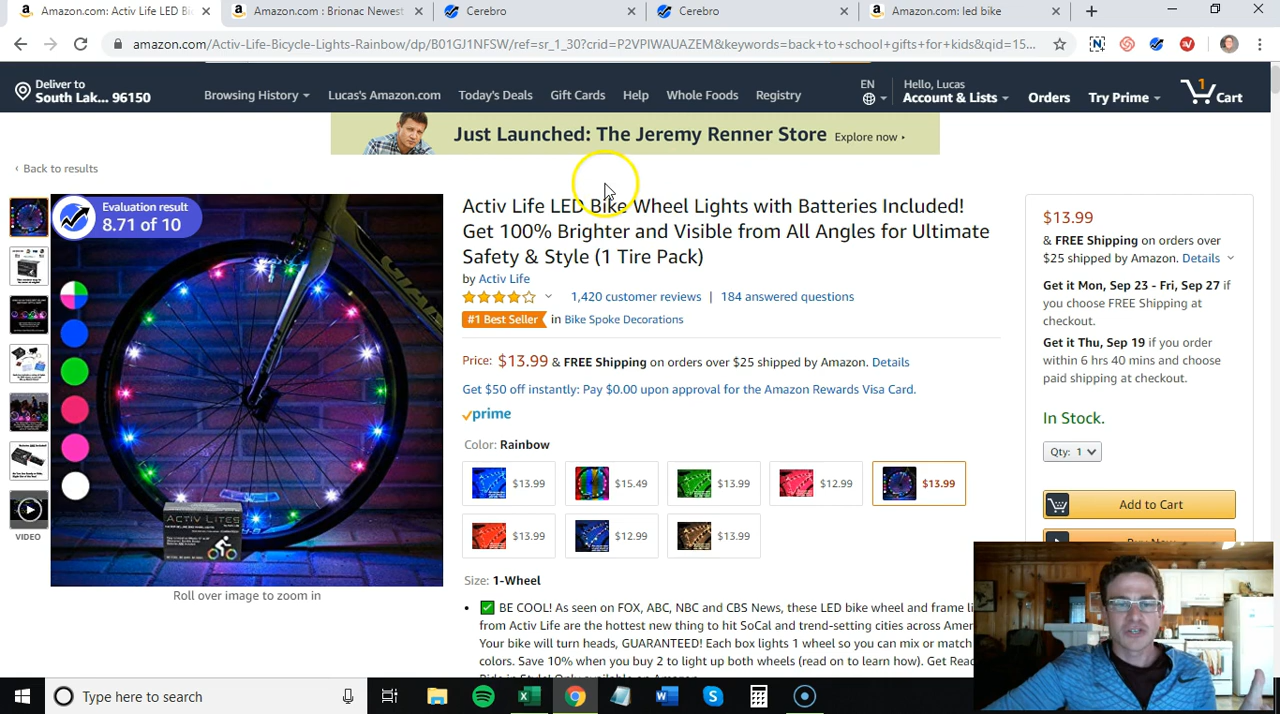 Amazon.com: Activ Life LED Bi
Amazon.com : Brionac Newest
Cerebro
Cerebro
Amazon.com: led bike
amazon.com/Activ-Life-Bicycle-Lights-Rainbow/dp/B01GJ1NTSW/ref=sr_1_30?crid=P2VPIWAUAZEM&keywords=back+to+school+gifts+for+kids&qid=15...
Deliver to
South Lak... 96150
Browsing History
Lucas's Amazon.com
Today's Deals
Gift Cards
Help
Whole Foods
Registry
EN
Hello, Lucas
Account & Lists
Orders
Try Prime
1
Cart
Just Launched: The Jeremy Renner Store Explore now ›
‹ Back to results
Evaluation result
8.71 of 10
GIANT
ACTIV LITES
Roll over image to zoom in
VIDEO
Activ Life LED Bike Wheel Lights with Batteries Included!
Get 100% Brighter and Visible from All Angles for Ultimate
Safety & Style (1 Tire Pack)
by Activ Life
1,420 customer reviews | 184 answered questions
#1 Best Seller in Bike Spoke Decorations
Price: $13.99 & FREE Shipping on orders over $25 shipped by Amazon. Details
Get $50 off instantly: Pay $0.00 upon approval for the Amazon Rewards Visa Card.
prime
Color: Rainbow
$13.99 $15.49 $13.99 $12.99 $13.99
$13.99 $12.99 $13.99
Size: 1-Wheel
• ✅ BE COOL! As seen on FOX, ABC, NBC and CBS News, these LED bike wheel and frame li
from Activ Life are the hottest new thing to hit SoCal and trend-setting cities across Amer
Your bike will turn heads, GUARANTEED! Each box lights 1 wheel so you can mix or match
colors. Save 10% when you buy 2 to light up both wheels (read on to learn how). Get Read
$13.99
& FREE Shipping on orders over
$25 shipped by Amazon. Details
Get it Mon, Sep 23 - Fri, Sep 27 if
you choose FREE Shipping at
checkout.
Get it Thu, Sep 19 if you order
within 6 hrs 40 mins and choose
paid shipping at checkout.
In Stock.
Qty: 1
Add to Cart
Type here to search